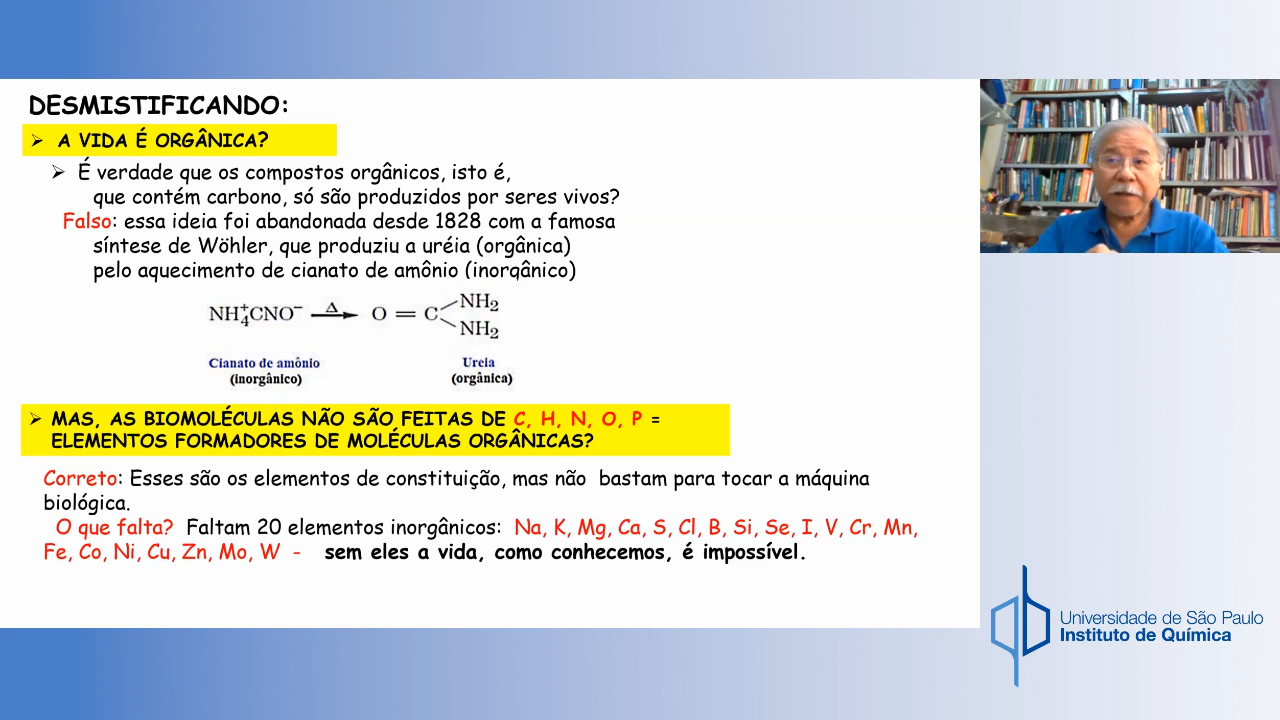 DESMISTIFICANDO:
➢ A VIDA É ORGÂNICA?
➢ É verdade que os compostos orgânicos, isto é,
que contém carbono, só são produzidos por seres vivos?
Falso: essa ideia foi abandonada desde 1828 com a famosa
síntese de Wöhler, que produziu a uréia (orgânica)
pelo aquecimento de cianato de amônio (inorgânico)
NH₄⁺CNO⁻ —Δ→ O = C
NH₂
NH₂
Cianato de amônio
(inorgânico)
Ureia
(orgânica)
➢ MAS, AS BIOMOLÉCULAS NÃO SÃO FEITAS DE C, H, N, O, P =
ELEMENTOS FORMADORES DE MOLÉCULAS ORGÂNICAS?
Correto: Esses são os elementos de constituição, mas não bastam para tocar a máquina
biológica.
O que falta? Faltam 20 elementos inorgânicos: Na, K, Mg, Ca, S, Cl, B, Si, Se, I, V, Cr, Mn,
Fe, Co, Ni, Cu, Zn, Mo, W - sem eles a vida, como conhecemos, é impossível.
Universidade de São Paulo
Instituto de Química